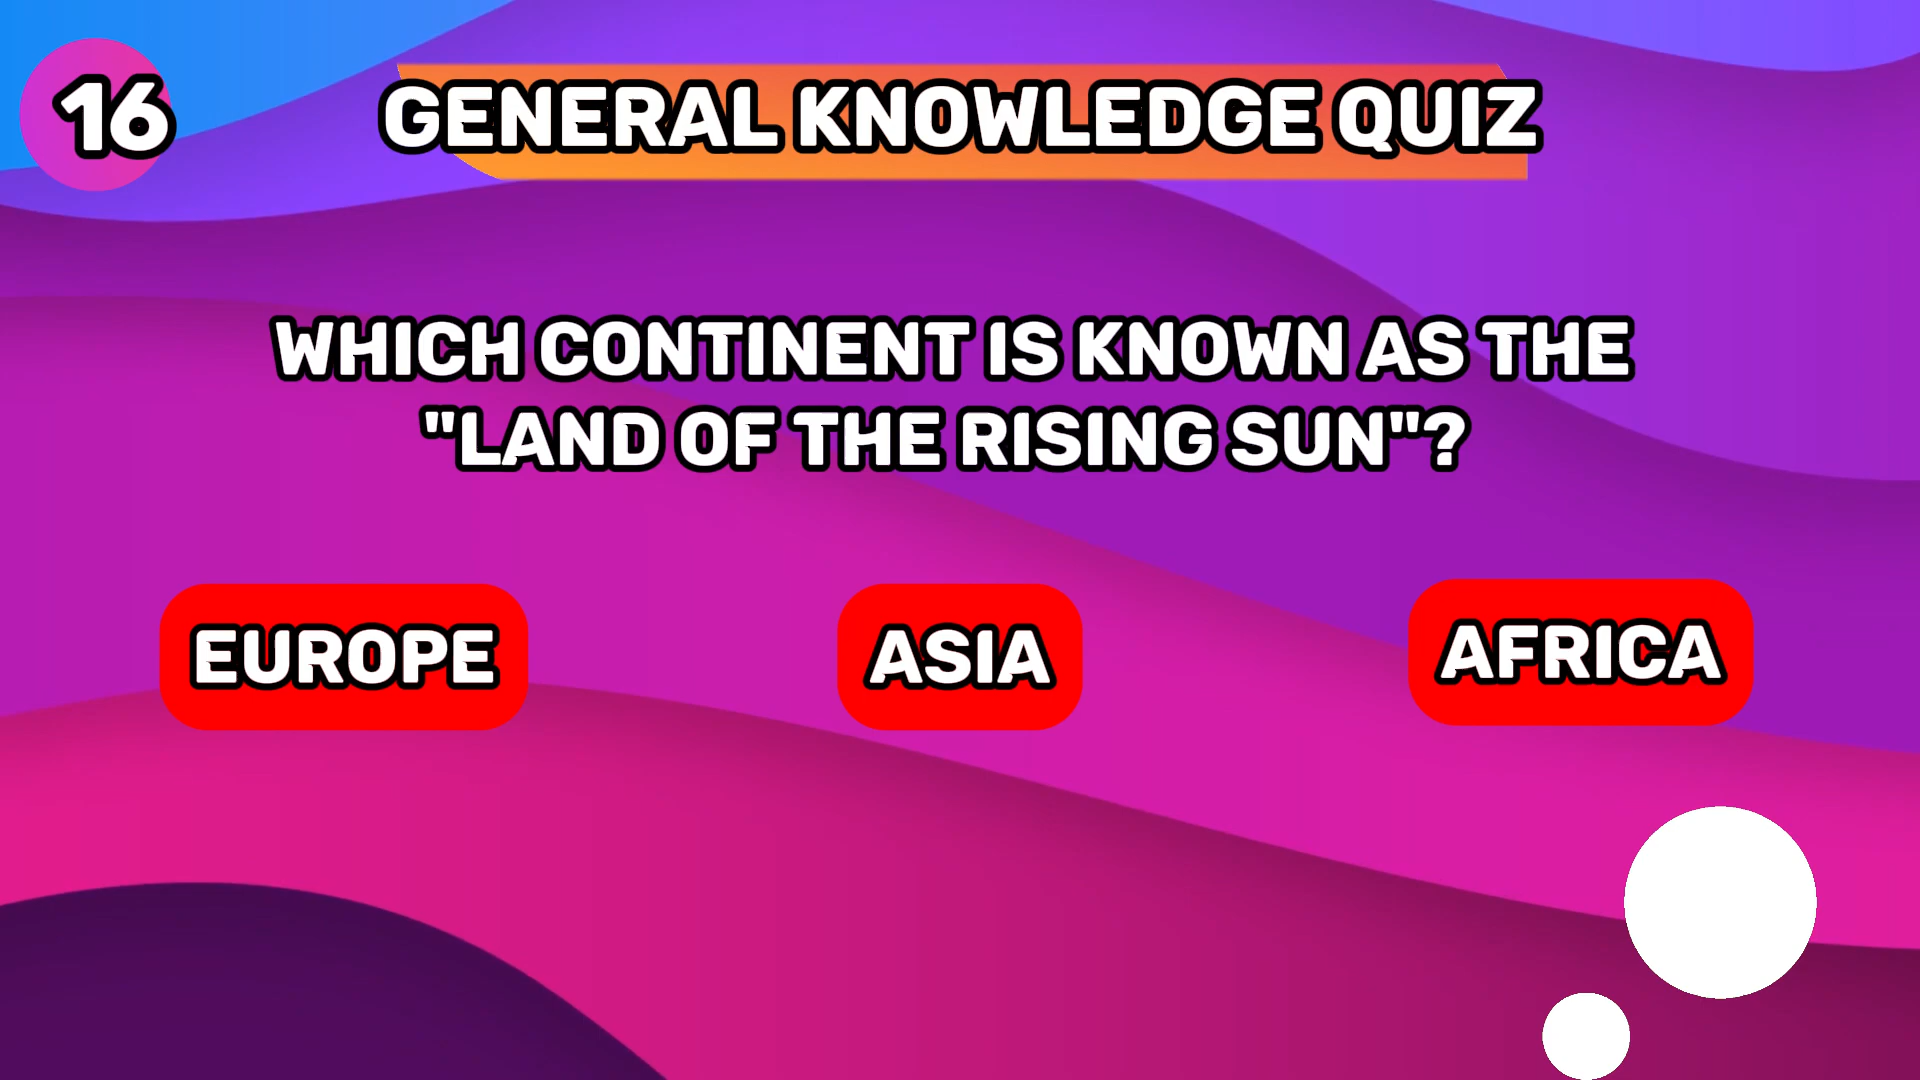 16
GENERAL KNOWLEDGE QUIZ
WHICH CONTINENT IS KNOWN AS THE
"LAND OF THE RISING SUN"?
EUROPE
ASIA
AFRICA